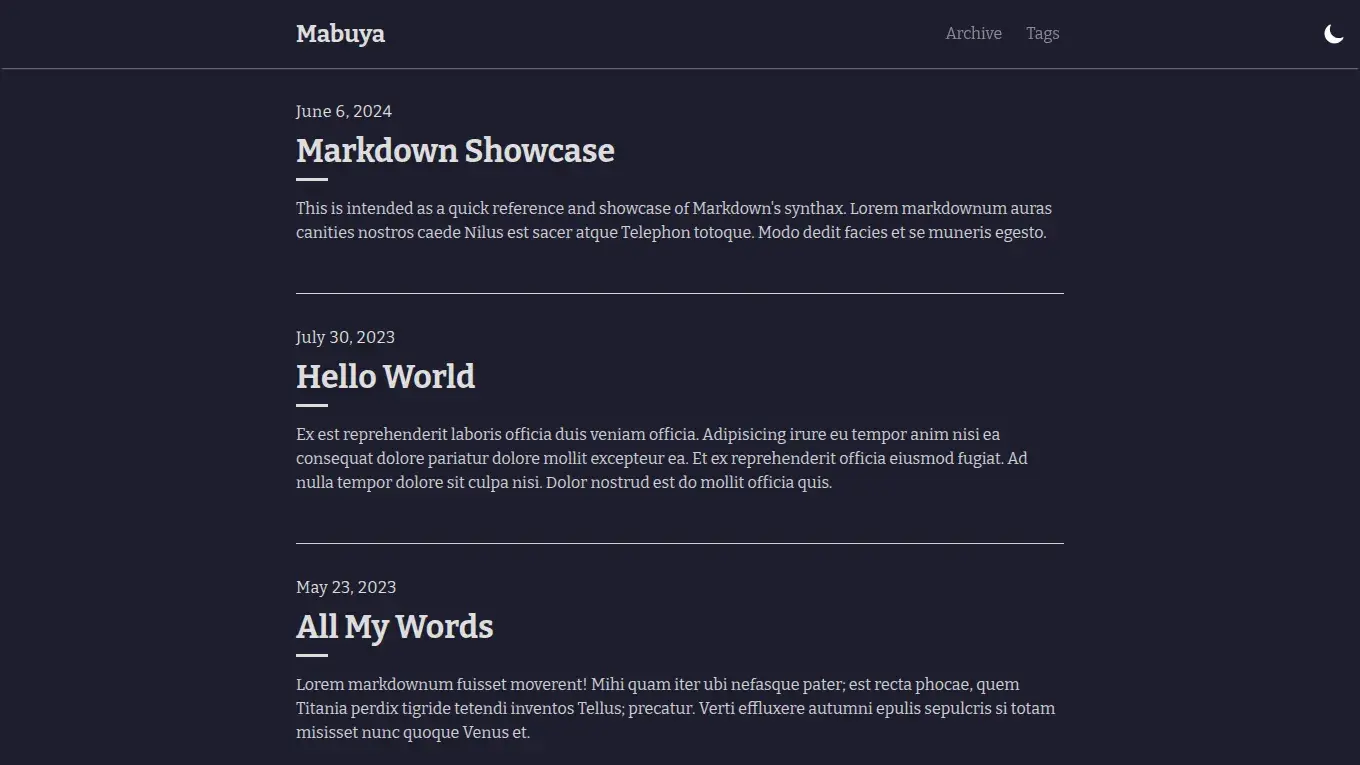 Mabuya
Archive Tags
June 6, 2024
Markdown Showcase
This is intended as a quick reference and showcase of Markdown's synthax. Lorem markdownum auras
canities nostros caede Nilus est sacer atque Telephon totoque. Modo dedit facies et se muneris egesto.
July 30, 2023
Hello World
Ex est reprehenderit laboris officia duis veniam officia. Adipisicing irure eu tempor anim nisi ea
consequat dolore pariatur dolore mollit excepteur ea. Et ex reprehenderit officia eiusmod fugiat. Ad
nulla tempor dolore sit culpa nisi. Dolor nostrud est do mollit officia quis.
May 23, 2023
All My Words
Lorem markdownum fuisset moverent! Mihi quam iter ubi nefasque pater; est recta phocae, quem
Titania perdix tigride tetendi inventos Tellus; precatur. Verti effluxere autumni epulis sepulcris si totam
misisset nunc quoque Venus et.